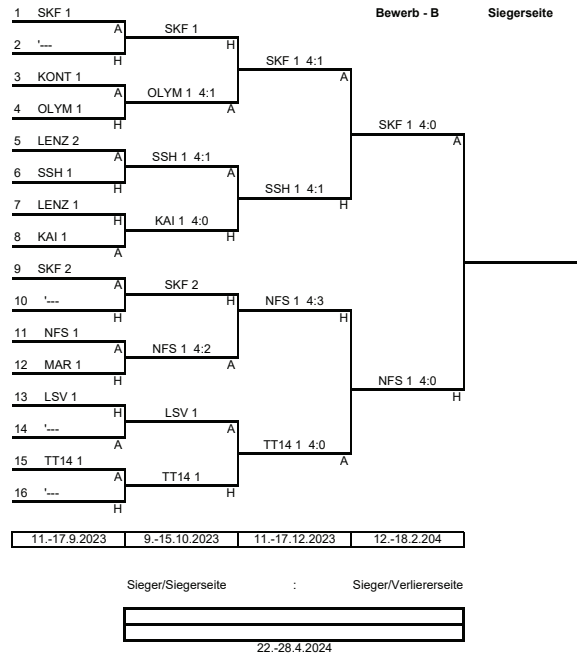 Bewerb - B Siegerseite
1 SKF 1
A SKF 1
2 '--- H
H SKF 1 4:1
3 KONT 1 A
A OLYM 1 4:1
4 OLYM 1 A
H SKF 1 4:0
5 LENZ 2 A
A SSH 1 4:1
6 SSH 1 A
H SSH 1 4:1
7 LENZ 1 H
H KAI 1 4:0
8 KAI 1 H
A
9 SKF 2
A SKF 2
10 '--- H
H NFS 1 4:3
11 NFS 1 H
A NFS 1 4:2
12 MAR 1 A
H NFS 1 4:0
13 LSV 1 H
H LSV 1
14 '--- A
A TT14 1 4:0
15 TT14 1 A
A TT14 1
16 '--- H
H
11.-17.9.2023 9.-15.10.2023 11.-17.12.2023 12.-18.2.204
Sieger/Siegerseite : Sieger/Verliererseite
22.-28.4.2024